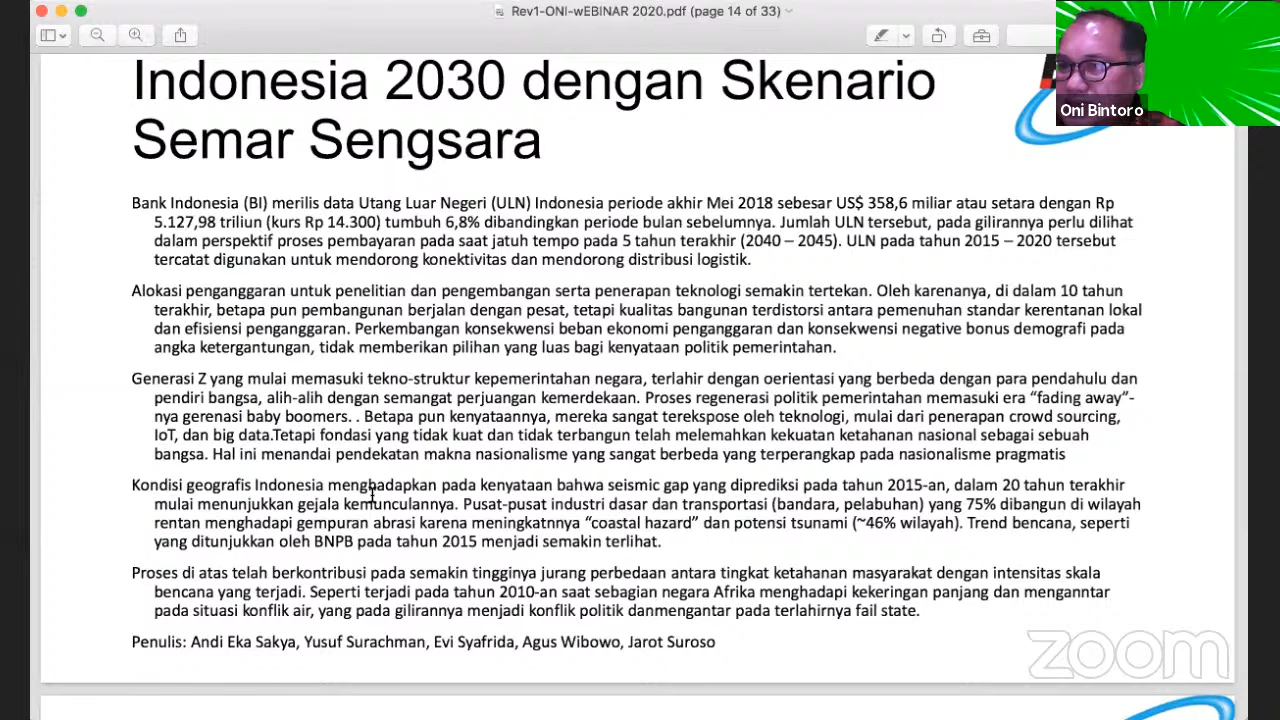 Rev1-ONI-wEBINAR 2020.pdf (page 14 of 33)
Oni Bintoro
Indonesia 2030 dengan Skenario
Semar Sengsara
Bank Indonesia (BI) merilis data Utang Luar Negeri (ULN) Indonesia periode akhir Mei 2018 sebesar US$ 358,6 miliar atau setara dengan Rp
5.127,98 triliun (kurs Rp 14.300) tumbuh 6,8% dibandingkan periode bulan sebelumnya. Jumlah ULN tersebut, pada gilirannya perlu dilihat
dalam perspektif proses pembayaran pada saat jatuh tempo pada 5 tahun terakhir (2040 – 2045). ULN pada tahun 2015 – 2020 tersebut
tercatat digunakan untuk mendorong konektivitas dan mendorong distribusi logistik.
Alokasi penganggaran untuk penelitian dan pengembangan serta penerapan teknologi semakin tertekan. Oleh karenanya, di dalam 10 tahun
terakhir, betapa pun pembangunan berjalan dengan pesat, tetapi kualitas bangunan terdistorsi antara pemenuhan standar kerentanan lokal
dan efisiensi penganggaran. Perkembangan konsekwensi beban ekonomi penganggaran dan konsekwensi negative bonus demografi pada
angka ketergantungan, tidak memberikan pilihan yang luas bagi kenyataan politik pemerintahan.
Generasi Z yang mulai memasuki tekno-struktur kepemerintahan negara, terlahir dengan oerientasi yang berbeda dengan para pendahulu dan
pendiri bangsa, alih-alih dengan semangat perjuangan kemerdekaan. Proses regenerasi politik pemerintahan memasuki era “fading away”-
nya gerenasi baby boomers. . Betapa pun kenyataannya, mereka sangat terekspose oleh teknologi, mulai dari penerapan crowd sourcing,
IoT, dan big data.Tetapi fondasi yang tidak kuat dan tidak terbangun telah melemahkan kekuatan ketahanan nasional sebagai sebuah
bangsa. Hal ini menandai pendekatan makna nasionalisme yang sangat berbeda yang terperangkap pada nasionalisme pragmatis
Kondisi geografis Indonesia menghadapkan pada kenyataan bahwa seismic gap yang diprediksi pada tahun 2015-an, dalam 20 tahun terakhir
mulai menunjukkan gejala kemunculannya. Pusat-pusat industri dasar dan transportasi (bandara, pelabuhan) yang 75% dibangun di wilayah
rentan menghadapi gempuran abrasi karena meningkatnnya “coastal hazard” dan potensi tsunami (~46% wilayah). Trend bencana, seperti
yang ditunjukkan oleh BNPB pada tahun 2015 menjadi semakin terlihat.
Proses di atas telah berkontribusi pada semakin tingginya jurang perbedaan antara tingkat ketahanan masyarakat dengan intensitas skala
bencana yang terjadi. Seperti terjadi pada tahun 2010-an saat sebagian negara Afrika menghadapi kekeringan panjang dan menganntar
pada situasi konflik air, yang pada gilirannya menjadi konflik politik danmengantar pada terlahirnya fail state.
Penulis: Andi Eka Sakya, Yusuf Surachman, Evi Syafrida, Agus Wibowo, Jarot Suroso
zoom